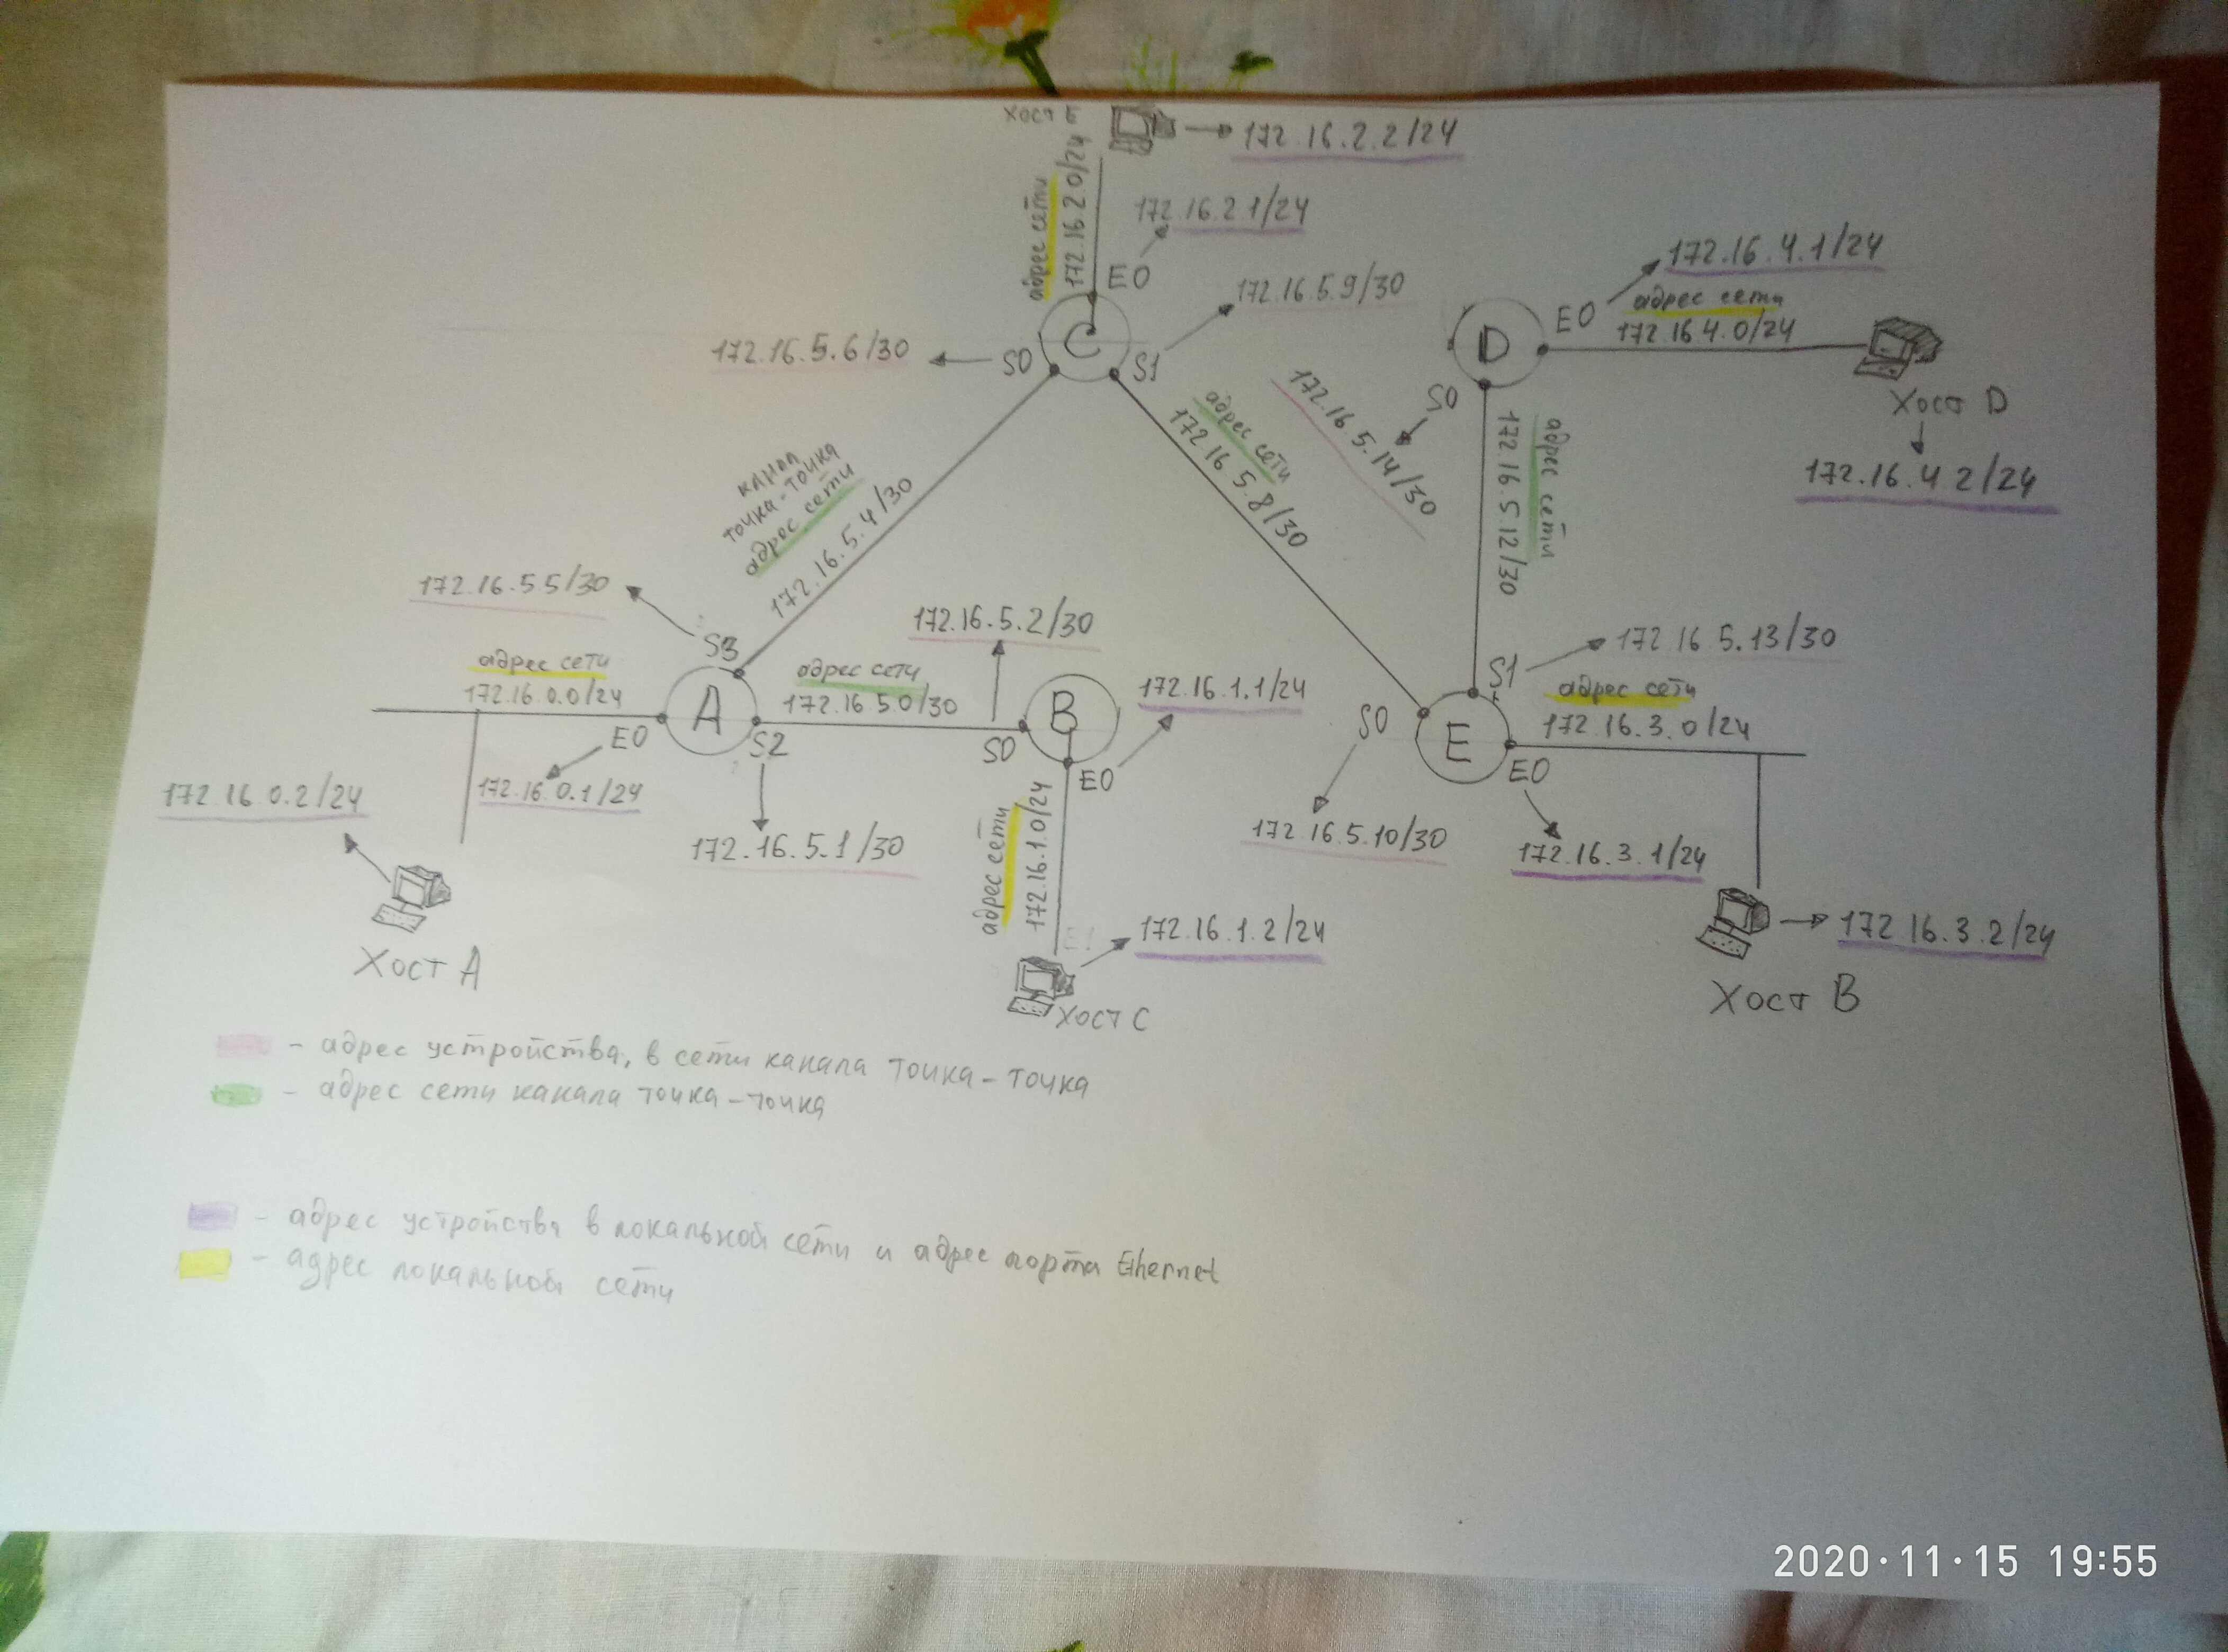 Хост E
172.16.2.2/24
адрес сети
172.16.2 0/24
172.16.2.1/24
E0
172.16.5.9/30
C
172.16.5.6/30
S0
S1
172.16.4.1/24
E0
адрес сети
172.16 4.0/24
D
S0
Хост D
172.16.4 2/24
172.16 5.14/30
адрес сети
172.16.5.12/30
адрес сети
172 16 5.8/30
канал
точка-точка
адрес сети
172.16.5.4/30
172.16.5 5/30
S3
адрес сети
172.16.0.0/24
A
E0
172.16.0.1/24
172 16 0.2/24
Хост A
S2
172.16.5.1/30
адрес сети
172.16 5.0/30
172.16.5.2/30
S0
B
172.16.1.1/24
E0
адрес сети
172.16.1.0/24
172.16.1.2/24
Хост C
S1
172 16 5.13/30
адрес сети
172.16.3.0/24
S0
E
E0
172 16 5.10/30
172.16.3.1/24
172 16.3.2/24
Хост B
- адрес устройства, в сети канала точка-точка
- адрес сети канала точка-точка
- адрес устройства в локальной сети и адрес порта Ethernet
- адрес локальной сети
2020·11·15 19:55